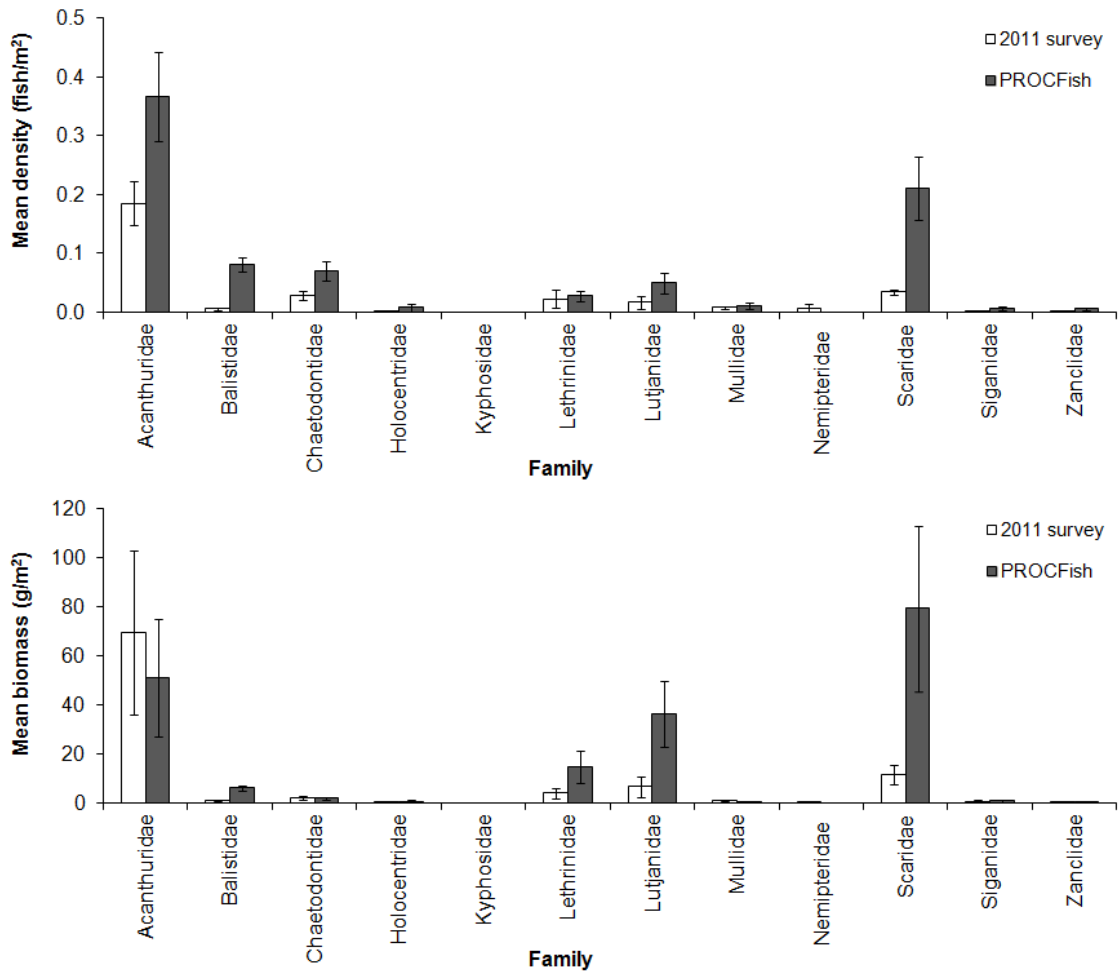 Mean density (fish/m²)
0.5
0.4
0.3
0.2
0.1
0.0
2011 survey
PROCFish
Acanthuridae
Balistidae
Chaetodontidae
Holocentridae
Kyphosidae
Lethrinidae
Lutjanidae
Mullidae
Nemipteridae
Scaridae
Siganidae
Zanclidae
Family
Mean biomass (g/m²)
120
100
80
60
40
20
0
2011 survey
PROCFish
Acanthuridae
Balistidae
Chaetodontidae
Holocentridae
Kyphosidae
Lethrinidae
Lutjanidae
Mullidae
Nemipteridae
Scaridae
Siganidae
Zanclidae
Family